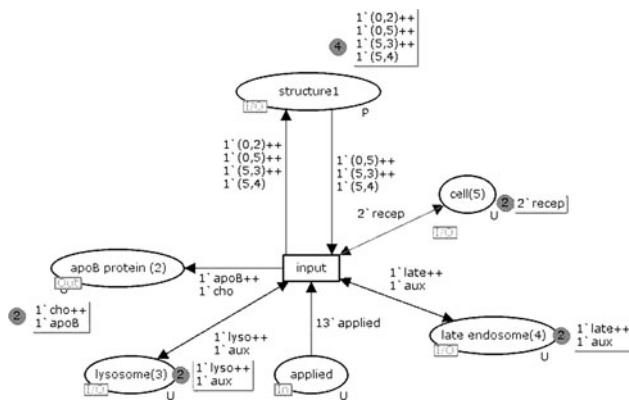 4
1`(0,2)++
1`(0,5)++
1`(5,3)++
1`(5,4)
structure1
I/O
P
1`(0,2)++
1`(0,5)++
1`(5,3)++
1`(5,4)
1`(0,5)++
1`(5,3)++
1`(5,4)
cell(5)
2
2`recep
U
I/O
2`recep
apoB protein (2)
Out
input
1`apoB++
1`cho
2
1`cho++
1`apoB
1`late++
1`aux
13`applied
late endosome(4)
2
1`late++
1`aux
I/O
U
1`lyso++
1`aux
lysosome(3)
2
1`lyso++
1`aux
I/O
U
applied
In
U